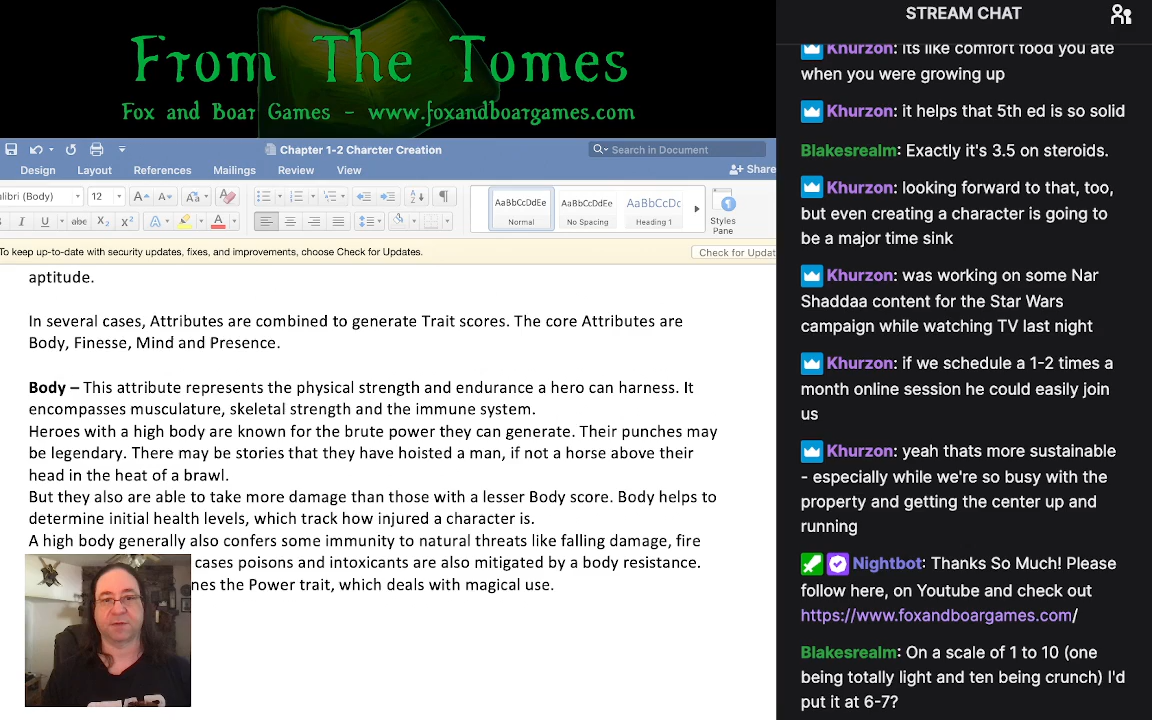 From The Tomes
Fox and Boar Games - www.foxandboargames.com
Chapter 1-2 Charcter Creation
Search in Document
Design
Layout
References
Mailings
Review
View
Share
alibri (Body)
12
AaBbCcDdEe
Normal
AaBbCcDdEe
No Spacing
AaBbCcDc
Heading 1
Styles
Pane
To keep up-to-date with security updates, fixes, and improvements, choose Check for Updates.
Check for Updat
aptitude.
In several cases, Attributes are combined to generate Trait scores. The core Attributes are
Body, Finesse, Mind and Presence.
Body – This attribute represents the physical strength and endurance a hero can harness. It
encompasses musculature, skeletal strength and the immune system.
Heroes with a high body are known for the brute power they can generate. Their punches may
be legendary. There may be stories that they have hoisted a man, if not a horse above their
head in the heat of a brawl.
But they also are able to take more damage than those with a lesser Body score. Body helps to
determine initial health levels, which track how injured a character is.
A high body generally also confers some immunity to natural threats like falling damage, fire
cases poisons and intoxicants are also mitigated by a body resistance.
nes the Power trait, which deals with magical use.
STREAM CHAT
Khurzon: its like comfort food you ate
when you were growing up
Khurzon: it helps that 5th ed is so solid
Blakesrealm: Exactly it's 3.5 on steroids.
Khurzon: looking forward to that, too,
but even creating a character is going to
be a major time sink
Khurzon: was working on some Nar
Shaddaa content for the Star Wars
campaign while watching TV last night
Khurzon: if we schedule a 1-2 times a
month online session he could easily join
us
Khurzon: yeah thats more sustainable
- especially while we're so busy with the
property and getting the center up and
running
Nightbot: Thanks So Much! Please
follow here, on Youtube and check out
https://www.foxandboargames.com/
Blakesrealm: On a scale of 1 to 10 (one
being totally light and ten being crunch) I'd
put it at 6-7?